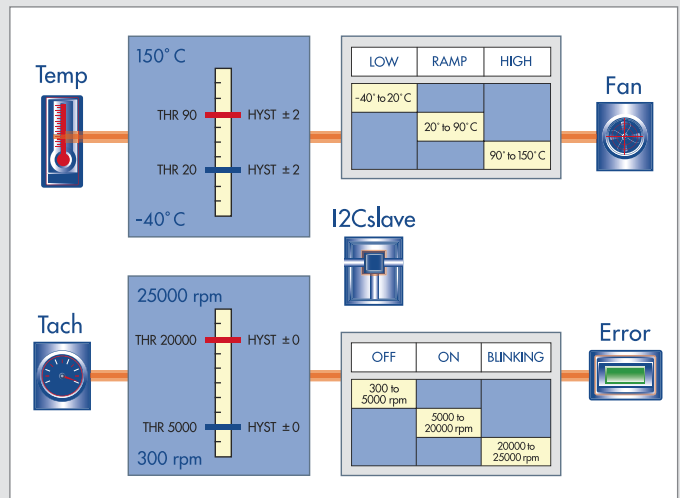 Temp
150° C
THR 90 HYST ± 2
THR 20 HYST ± 2
-40° C
LOW RAMP HIGH
-40° to 20° C
20° to 90° C
90° to 150° C
Fan
I2Cslave
Tach
25000 rpm
THR 20000 HYST ± 0
THR 5000 HYST ± 0
300 rpm
OFF ON BLINKING
300 to
5000 rpm
5000 to
20000 rpm
20000 to
25000 rpm
Error